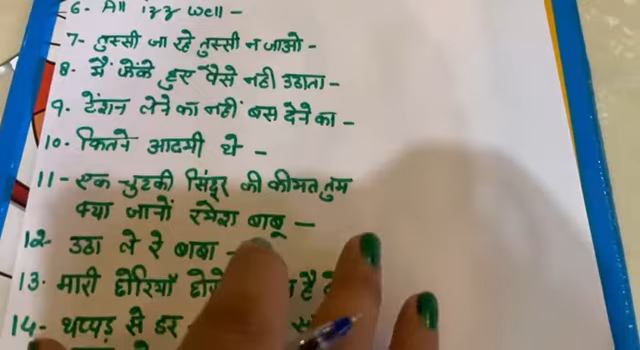 6- All izz well -
7- तुस्सी जा रहे तुस्सी न जाओ -
8- मैं फेंके हुए पैसे नही उठाता -
9- टेंशन लेने का नहीं बस देने का -
10- कितने आदमी थे -
11- एक चुटकी सिंदूर की कीमत तुम
क्या जानों रमेश बाबू -
12- उठा ले रे बाबा -
13- मारी छोरियाँ है
14- थप्पड़ से डर